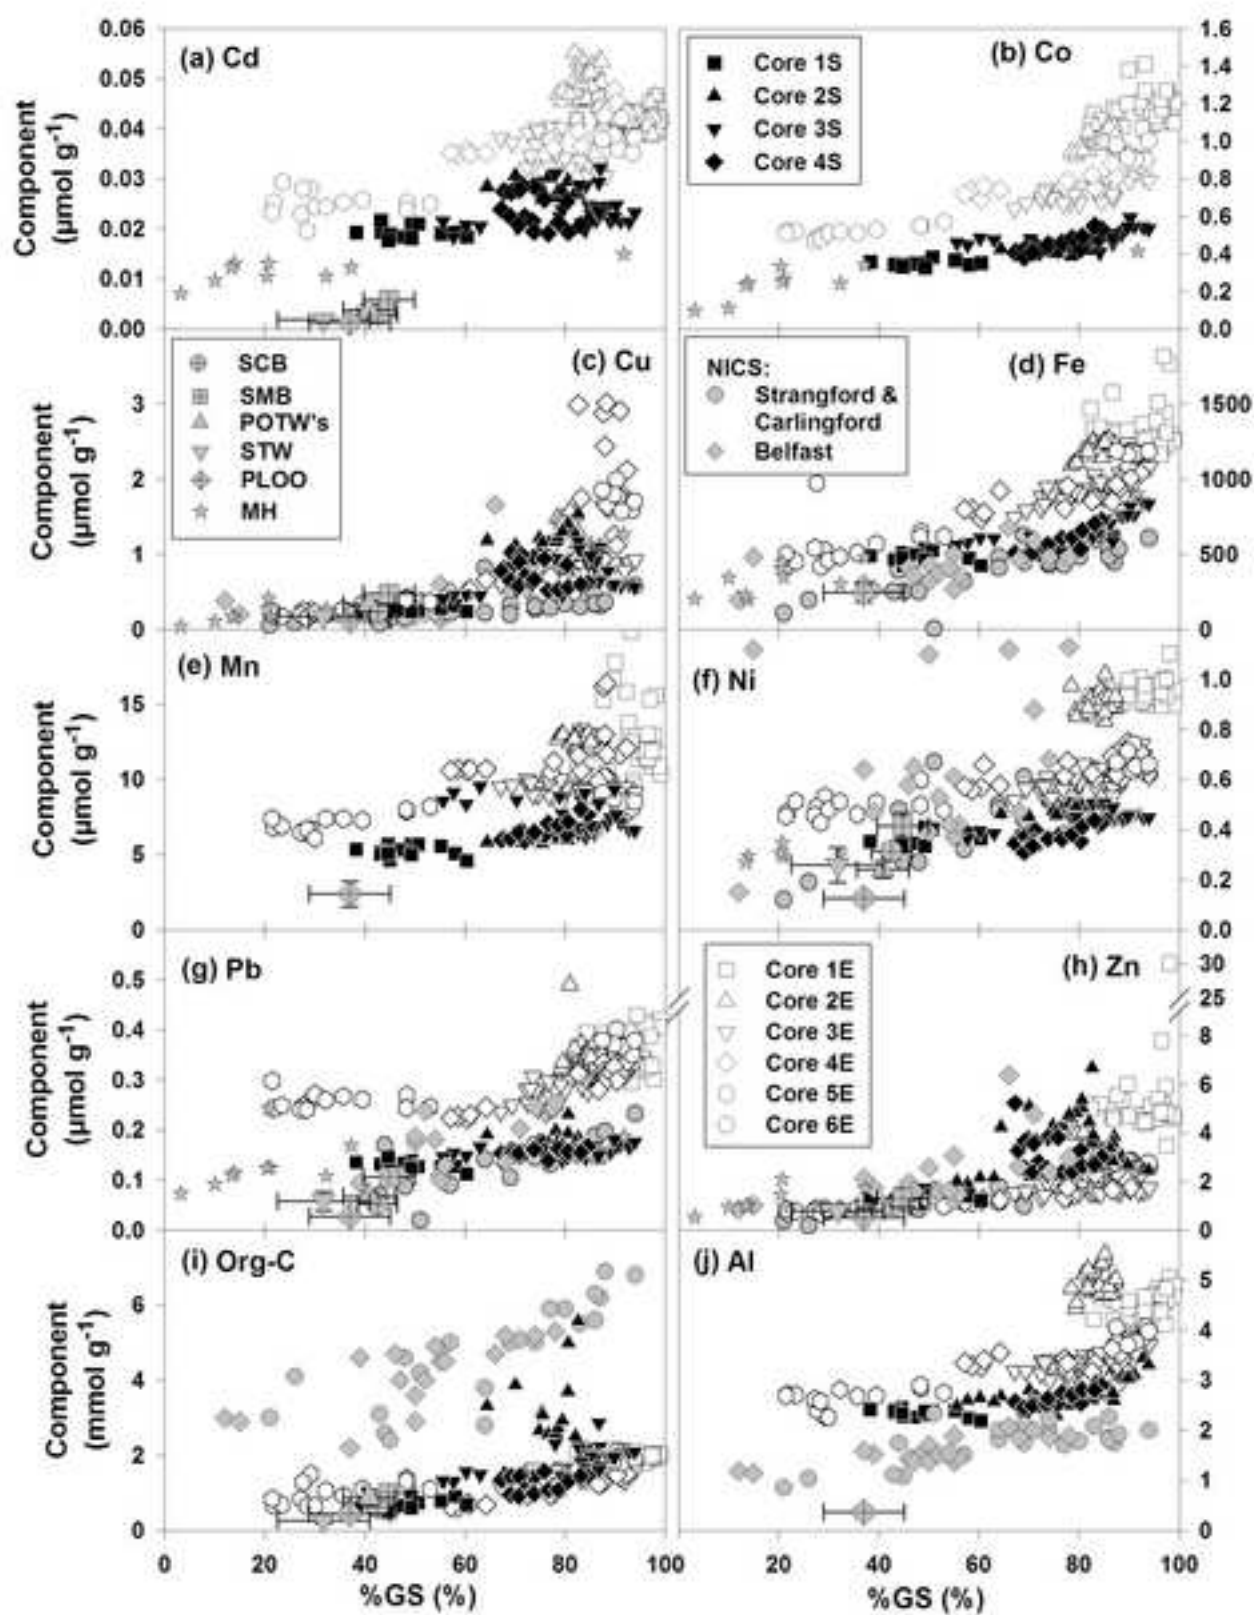 (a) Cd
0.06
0.05
0.04
0.03
0.02
0.01
0.00
Component
(µmol g⁻¹)
(b) Co
Core 1S
Core 2S
Core 3S
Core 4S
1.6
1.4
1.2
1.0
0.8
0.6
0.4
0.2
0.0
(c) Cu
SCB
SMB
POTW's
STW
PLOO
MH
3
2
1
0
Component
(µmol g⁻¹)
(d) Fe
NICS:
Strangford &
Carlingford
Belfast
1500
1000
500
0
(e) Mn
15
10
5
0
Component
(µmol g⁻¹)
(f) Ni
1.0
0.8
0.6
0.4
0.2
0.0
(g) Pb
0.5
0.4
0.3
0.2
0.1
0.0
Component
(µmol g⁻¹)
(h) Zn
Core 1E
Core 2E
Core 3E
Core 4E
Core 5E
Core 6E
30
25
8
6
4
2
0
(i) Org-C
6
4
2
0
Component
(mmol g⁻¹)
(j) Al
5
4
3
2
1
0
0 20 40 60 80 100
%GS (%)
0 20 40 60 80 100
%GS (%)